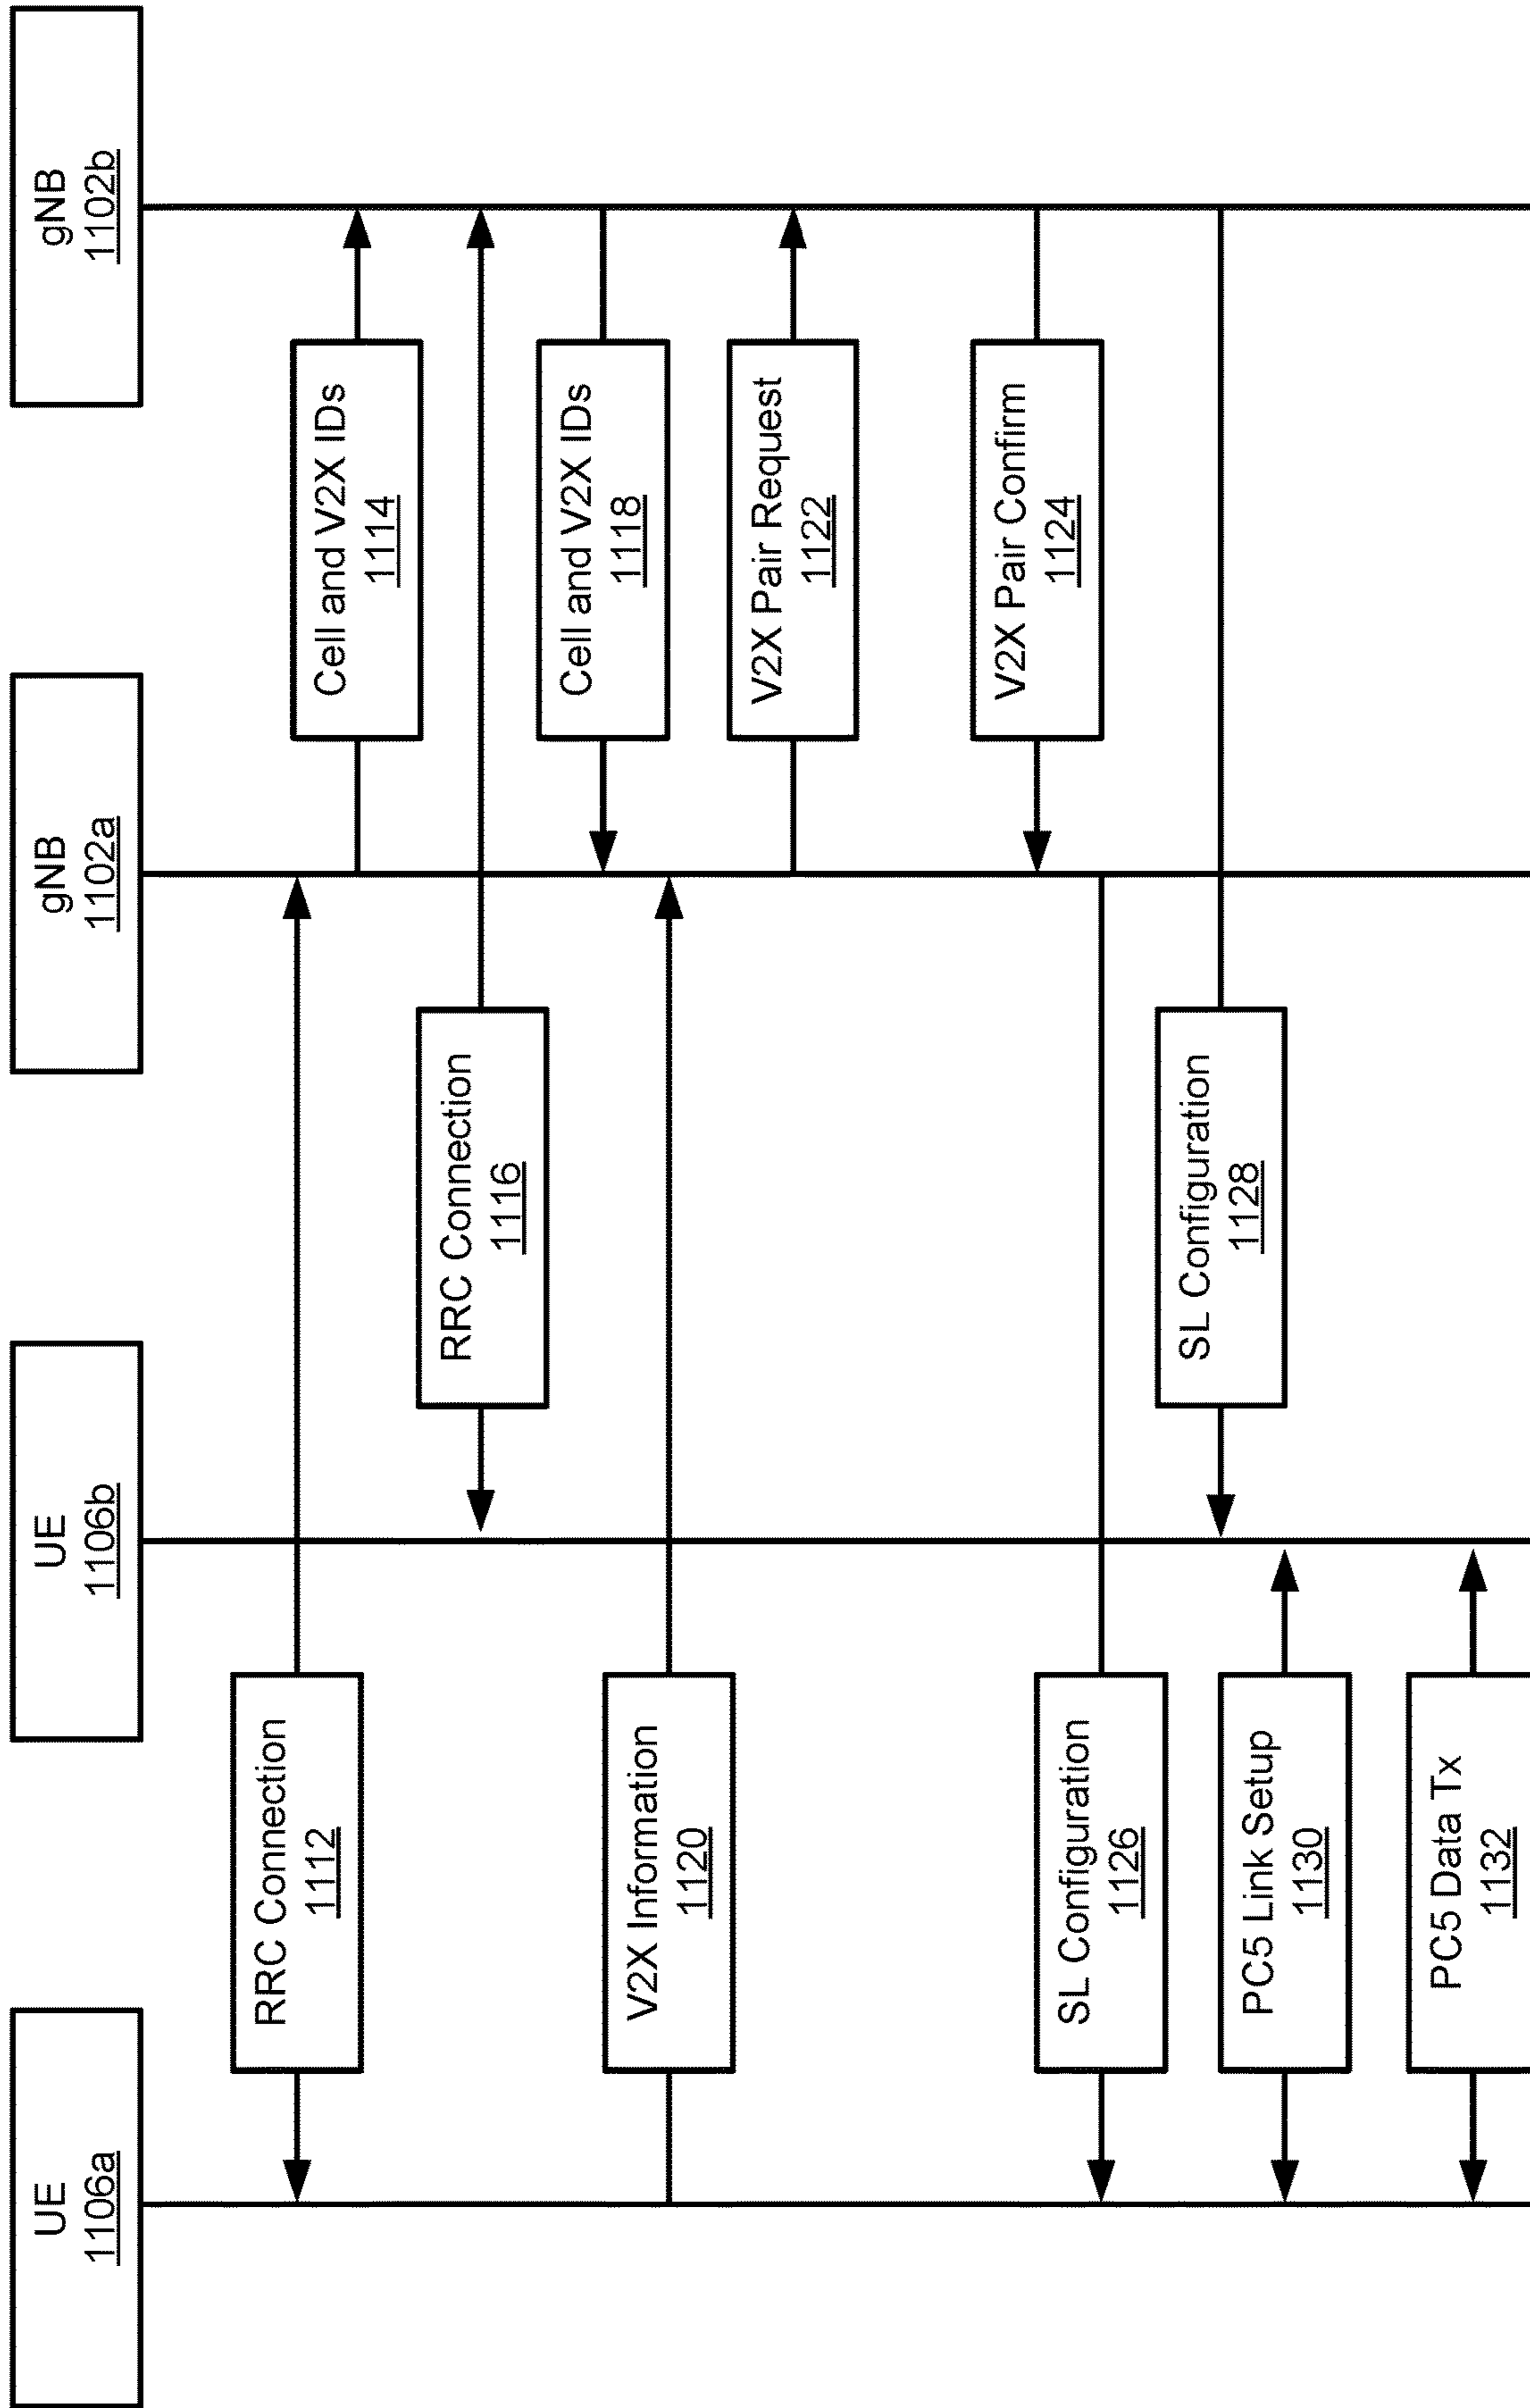 UE
1106a
UE
1106b
gNB
1102a
gNB
1102b
RRC Connection
1112
Cell and V2X IDs
1114
RRC Connection
1116
Cell and V2X IDs
1118
V2X Information
1120
V2X Pair Request
1122
V2X Pair Confirm
1124
SL Configuration
1126
SL Configuration
1128
PC5 Link Setup
1130
PC5 Data Tx
1132